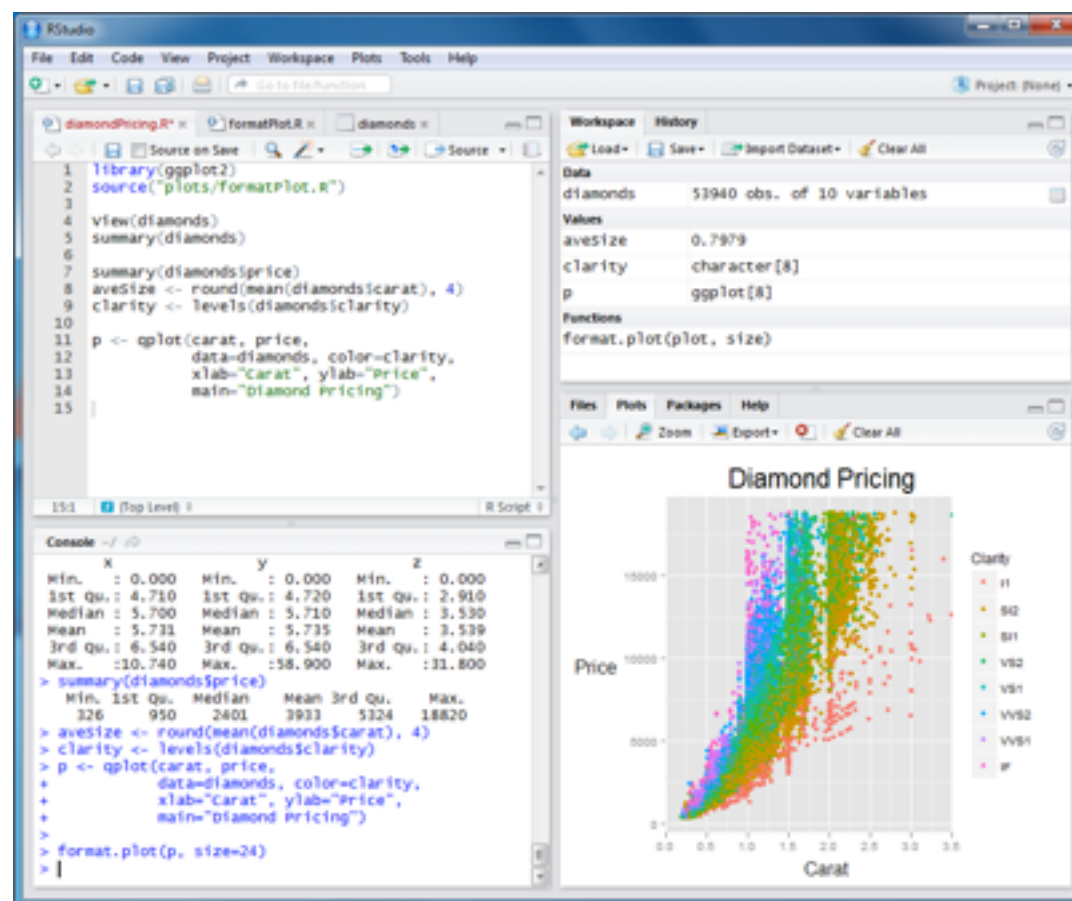 RStudio
File Edit Code View Project Workspace Plots Tools Help
Go to file/function
Project: (None)
diamondPricing.R* formatPlot.R diamonds
Source on Save Source
1 library(ggplot2)
2 source("plots/formatPlot.R")
3
4 view(diamonds)
5 summary(diamonds)
6
7 summary(diamonds$price)
8 aveSize <- round(mean(diamonds$carat), 4)
9 clarity <- levels(diamonds$clarity)
10
11 p <- qplot(carat, price,
12 data=diamonds, color=clarity,
13 xlab="Carat", ylab="Price",
14 main="Diamond Pricing")
15
15:1 (Top Level) R Script
Console ~/
x y z
Min. : 0.000 Min. : 0.000 Min. : 0.000
1st Qu.: 4.710 1st Qu.: 4.720 1st Qu.: 2.910
Median : 5.700 Median : 5.710 Median : 3.530
Mean : 5.731 Mean : 5.735 Mean : 3.539
3rd Qu.: 6.540 3rd Qu.: 6.540 3rd Qu.: 4.040
Max. :10.740 Max. :58.900 Max. :31.800
> summary(diamonds$price)
Min. 1st Qu. Median Mean 3rd Qu. Max.
326 950 2401 3933 5324 18820
> aveSize <- round(mean(diamonds$carat), 4)
> clarity <- levels(diamonds$clarity)
> p <- qplot(carat, price,
+ data=diamonds, color=clarity,
+ xlab="Carat", ylab="Price",
+ main="Diamond Pricing")
>
> format.plot(p, size=24)
>
Workspace History
Load Save Import Dataset Clear All
Data
diamonds 53940 obs. of 10 variables
Values
aveSize 0.7979
clarity character[8]
p ggplot[8]
Functions
format.plot(plot, size)
Files Plots Packages Help
Zoom Export Clear All
Diamond Pricing
Clarity
I1
SI2
SI1
VS2
VS1
VVS2
VVS1
IF
Price
15000
10000
5000
0
0.0 0.5 1.0 1.5 2.0 2.5 3.0 3.5
Carat